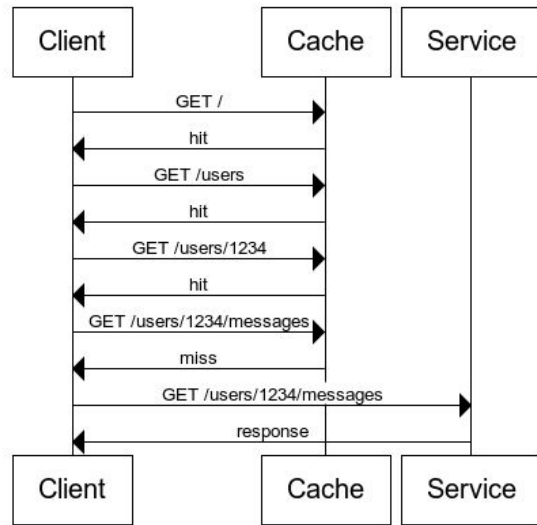 Client Cache Service
GET /
hit
GET /users
hit
GET /users/1234
hit
GET /users/1234/messages
miss
GET /users/1234/messages
response
Client Cache Service